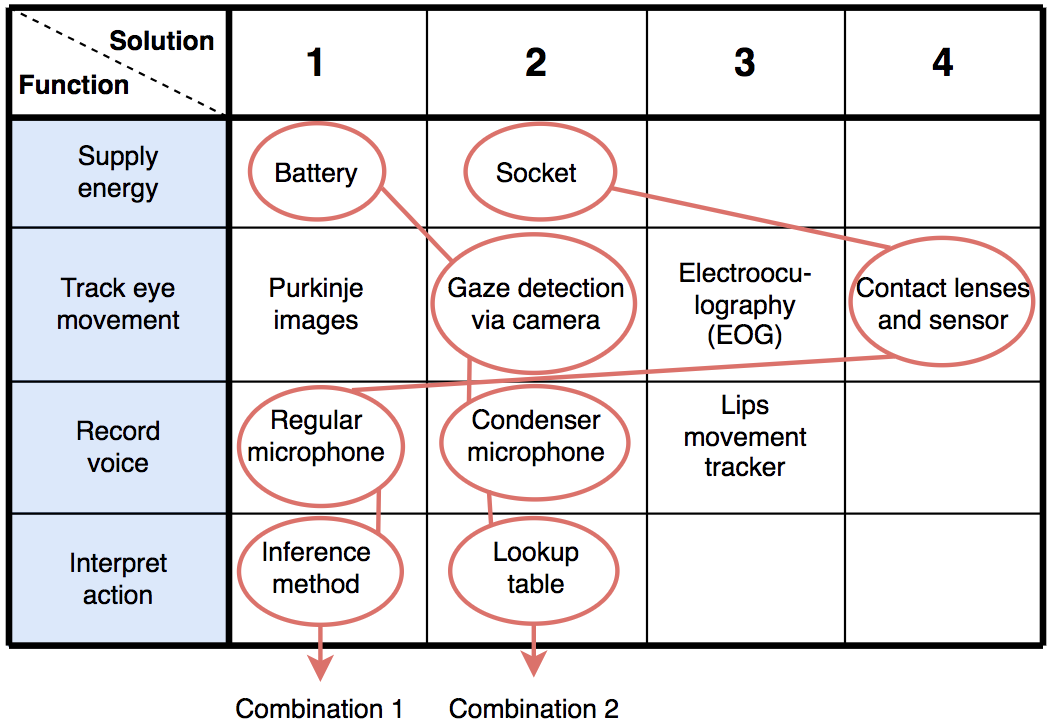 Solution
Function
1
2
3
4
Supply
energy
Battery
Socket
Track eye
movement
Purkinje
images
Gaze detection
via camera
Electroocu-
lography
(EOG)
Contact lenses
and sensor
Record
voice
Regular
microphone
Condenser
microphone
Lips
movement
tracker
Interpret
action
Inference
method
Lookup
table
Combination 1
Combination 2